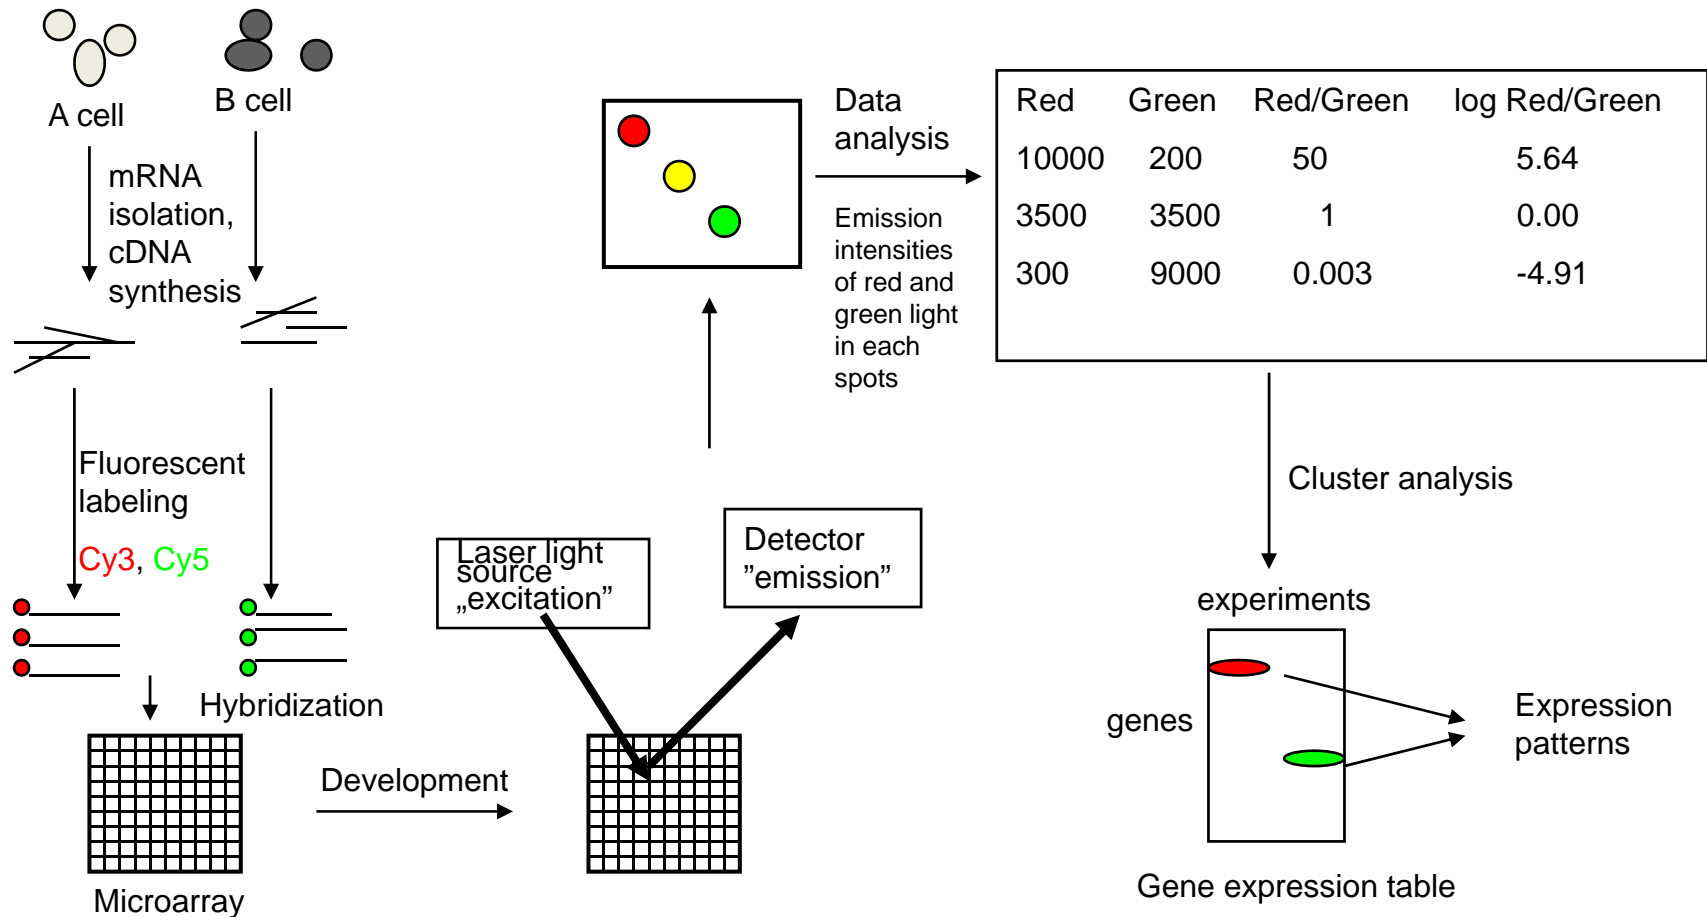 A cell
B cell
mRNA
isolation,
cDNA
synthesis
Fluorescent
labeling
Cy3, Cy5
Hybridization
Microarray
Development
Laser light
source
„excitation”
Detector
”emission”
Data
analysis
Emission
intensities
of red and
green light
in each
spots
Red Green Red/Green log Red/Green
10000 200 50 5.64
3500 3500 1 0.00
300 9000 0.003 -4.91
Cluster analysis
experiments
genes
Expression
patterns
Gene expression table